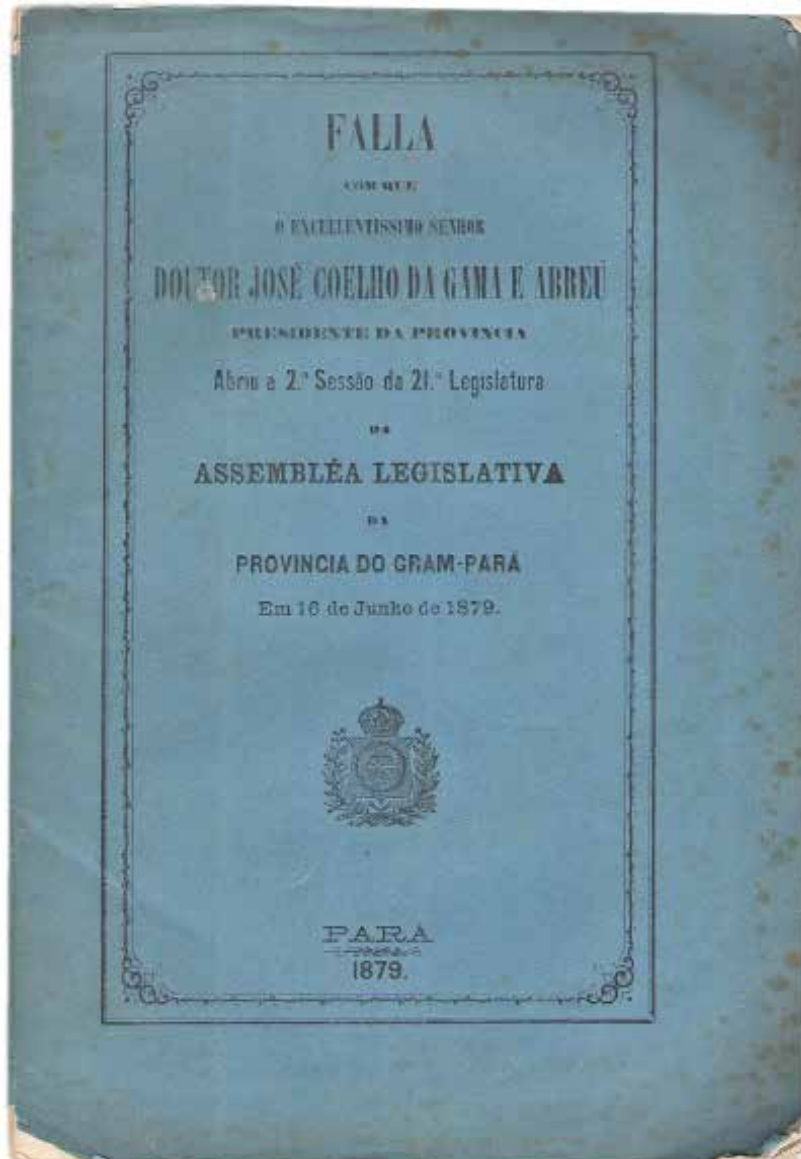 FALLA
COM QUE
O EXCELLENTISSIMO SENHOR
DOUTOR JOSÉ COELHO DA GAMA E ABREU
PRESIDENTE DA PROVINCIA
Abriu a 2.ª Sessão da 21.ª Legislatura
DA
ASSEMBLÉA LEGISLATIVA
DA
PROVINCIA DO GRAM-PARÁ
Em 16 de Junho de 1879.
PARÁ
1879.